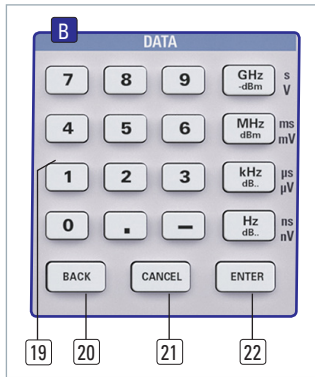 B
DATA
7 8 9 GHz -dBm s V
4 5 6 MHz dBm ms mV
1 2 3 kHz dB.. µs µV
0 . – Hz dB.. ns nV
BACK CANCEL ENTER
19 20 21 22